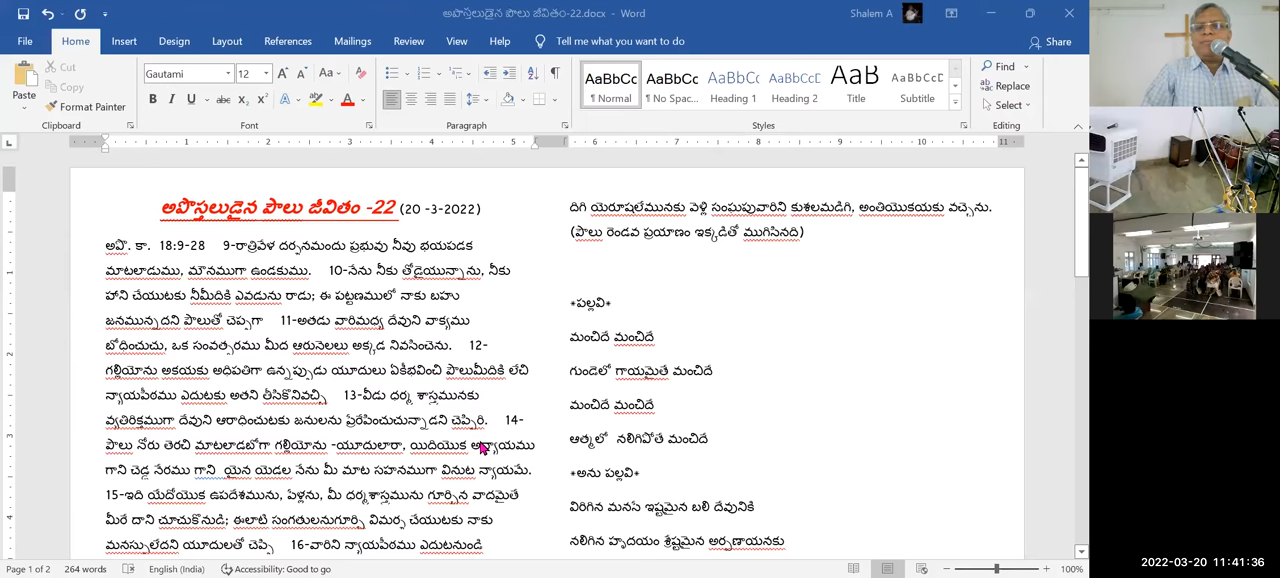 అపొస్తలుడైన పౌలు జీవితం-22.docx - Word
Shalem A
File Home Insert Design Layout References Mailings Review View Help Tell me what you want to do Share
Paste
Cut
Copy
Format Painter
Clipboard
Gautami 12
Font
Paragraph
AaBbCc
¶ Normal
AaBbCc
¶ No Spac...
AaBbCcD
Heading 1
AaBbCcD
Heading 2
AaB
Title
AaBbCcD
Subtitle
Styles
Find
Replace
Select
Editing
అపొస్తలుడైన పౌలు జీవితం -22 (20 -3-2022)
అపొ. కా. 18:9-28 9-రాత్రివేళ దర్శనమందు ప్రభువు నీవు భయపడక
మాటలాడుము, మౌనముగా ఉండకుము. 10-నేను నీకు తోడైయున్నాను, నీకు
హాని చేయుటకు నీమీదికి ఎవడును రాడు; ఈ పట్టణములో నాకు బహు
జనమున్నదని పౌలుతో చెప్పగా 11-అతడు వారిమధ్య దేవుని వాక్యము
బోధించుచు, ఒక సంవత్సరము మీద ఆరునెలలు అక్కడ నివసించెను. 12-
గల్లియోను అకయకు అధిపతిగా ఉన్నప్పుడు యూదులు ఏకీభవించి పౌలుమీదికి లేచి
న్యాయపీఠము ఎదుటకు అతని తీసికొనివచ్చి 13-వీడు ధర్మ శాస్త్రమునకు
వ్యతిరిక్తముగా దేవుని ఆరాధించుటకు జనులను ప్రేరేపించుచున్నాడని చెప్పిరి. 14-
పౌలు నోరు తెరచి మాటలాడబోగా గల్లియోను -యూదులారా, యిదియొక అన్యాయము
గాని చెడ్డ నేరము గాని యైన యెడల నేను మీ మాట సహనముగా వినుట న్యాయమే.
15-ఇది యేదోయొక ఉపదేశమును, పేళ్లను, మీ ధర్మశాస్త్రమును గూర్చిన వాదమైతే
మీరే దాని చూచుకొనుడి; ఈలాటి సంగతులనుగూర్చి విమర్శ చేయుటకు నాకు
మనస్సులేదని యూదులతో చెప్పి 16-వారిని న్యాయపీఠము ఎదుటనుండి
దిగి యెరూషలేమునకు వెళ్లి సంఘపువారిని కుశలమడిగి, అంతియొకయకు వచ్చెను.
(పౌలు రెండవ ప్రయాణం ఇక్కడితో ముగిసినది)
*పల్లవి*
మంచిదే మంచిదే
గుండెలో గాయమైతే మంచిదే
మంచిదే మంచిదే
ఆత్మలో నలిగిపోతే మంచిదే
*అను పల్లవి*
విరిగిన మనసే ఇష్టమైన బలి దేవునికి
నలిగిన హృదయం శ్రేష్టమైన అర్పణాయనకు
Page 1 of 2 264 words English (India) Accessibility: Good to go 100%
2022-03-20 11:41:36